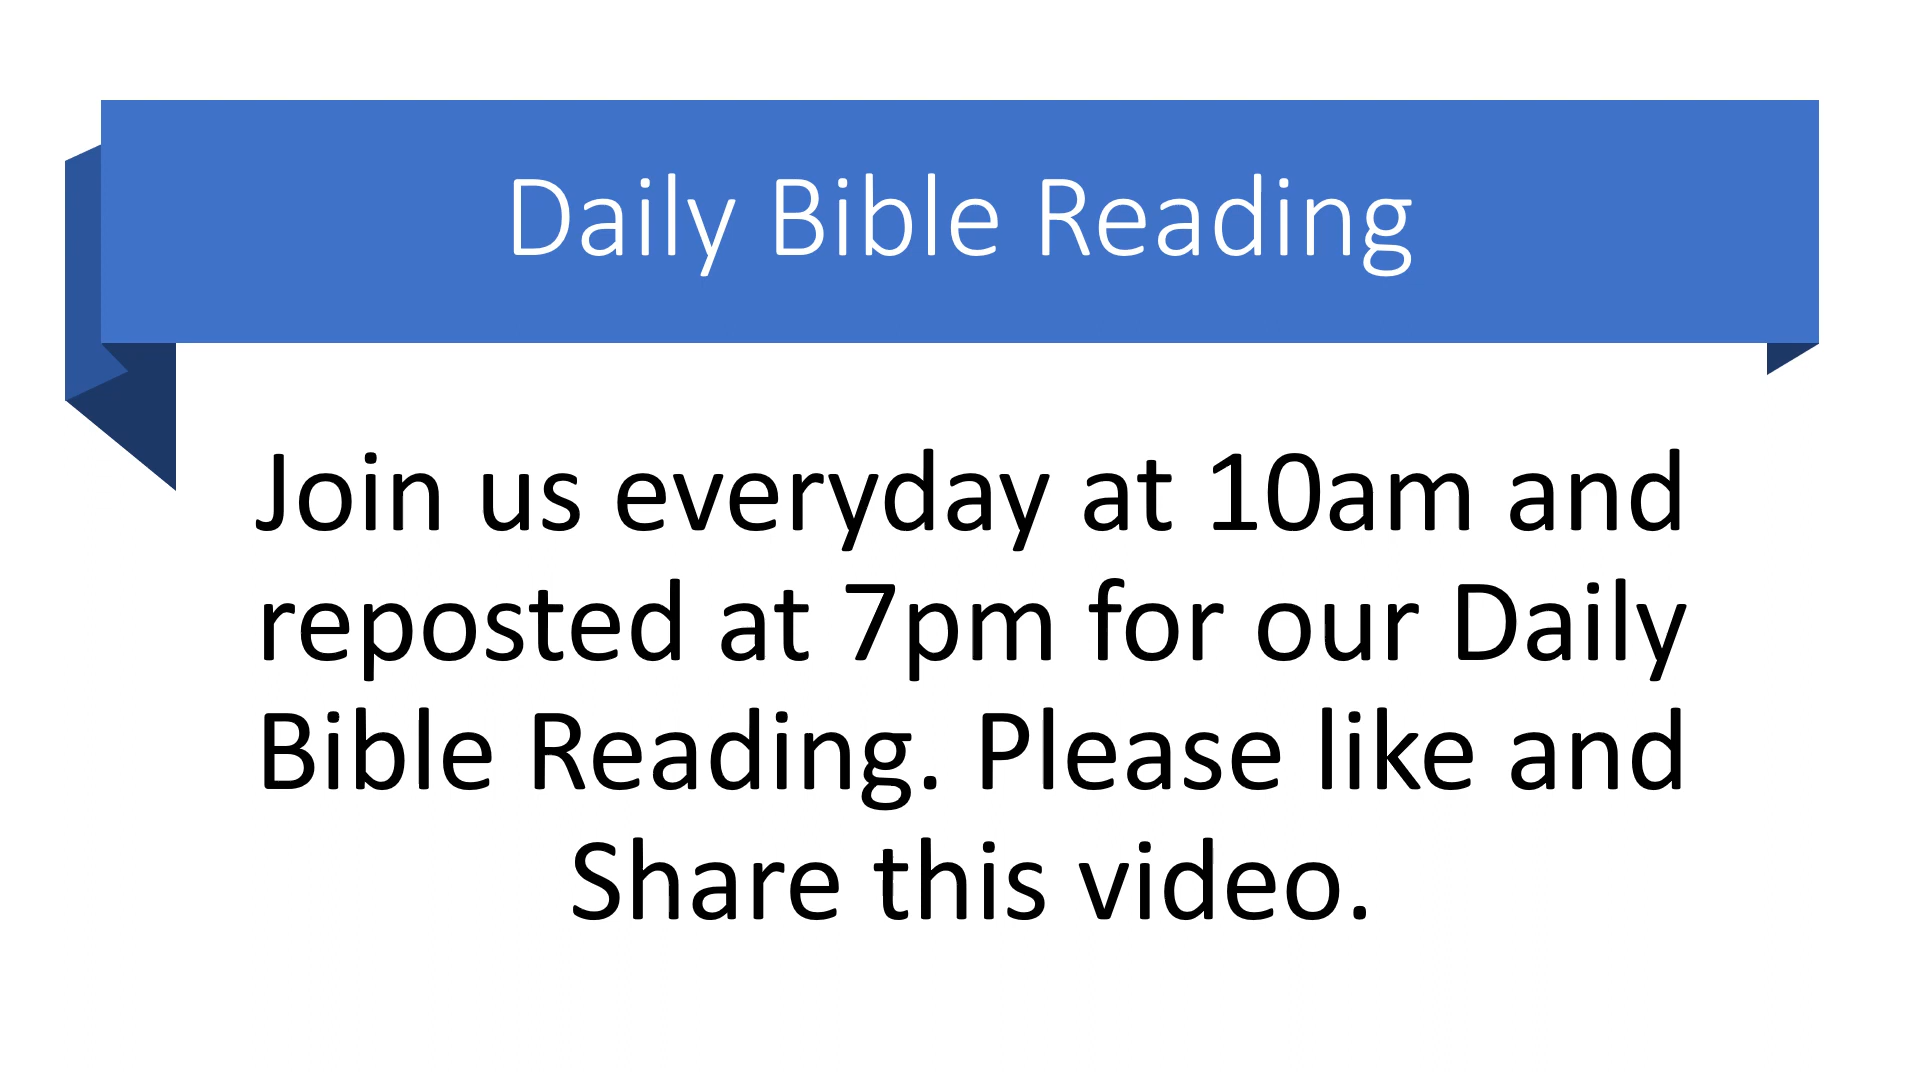 Daily Bible Reading
Join us everyday at 10am and
reposted at 7pm for our Daily
Bible Reading. Please like and
Share this video.